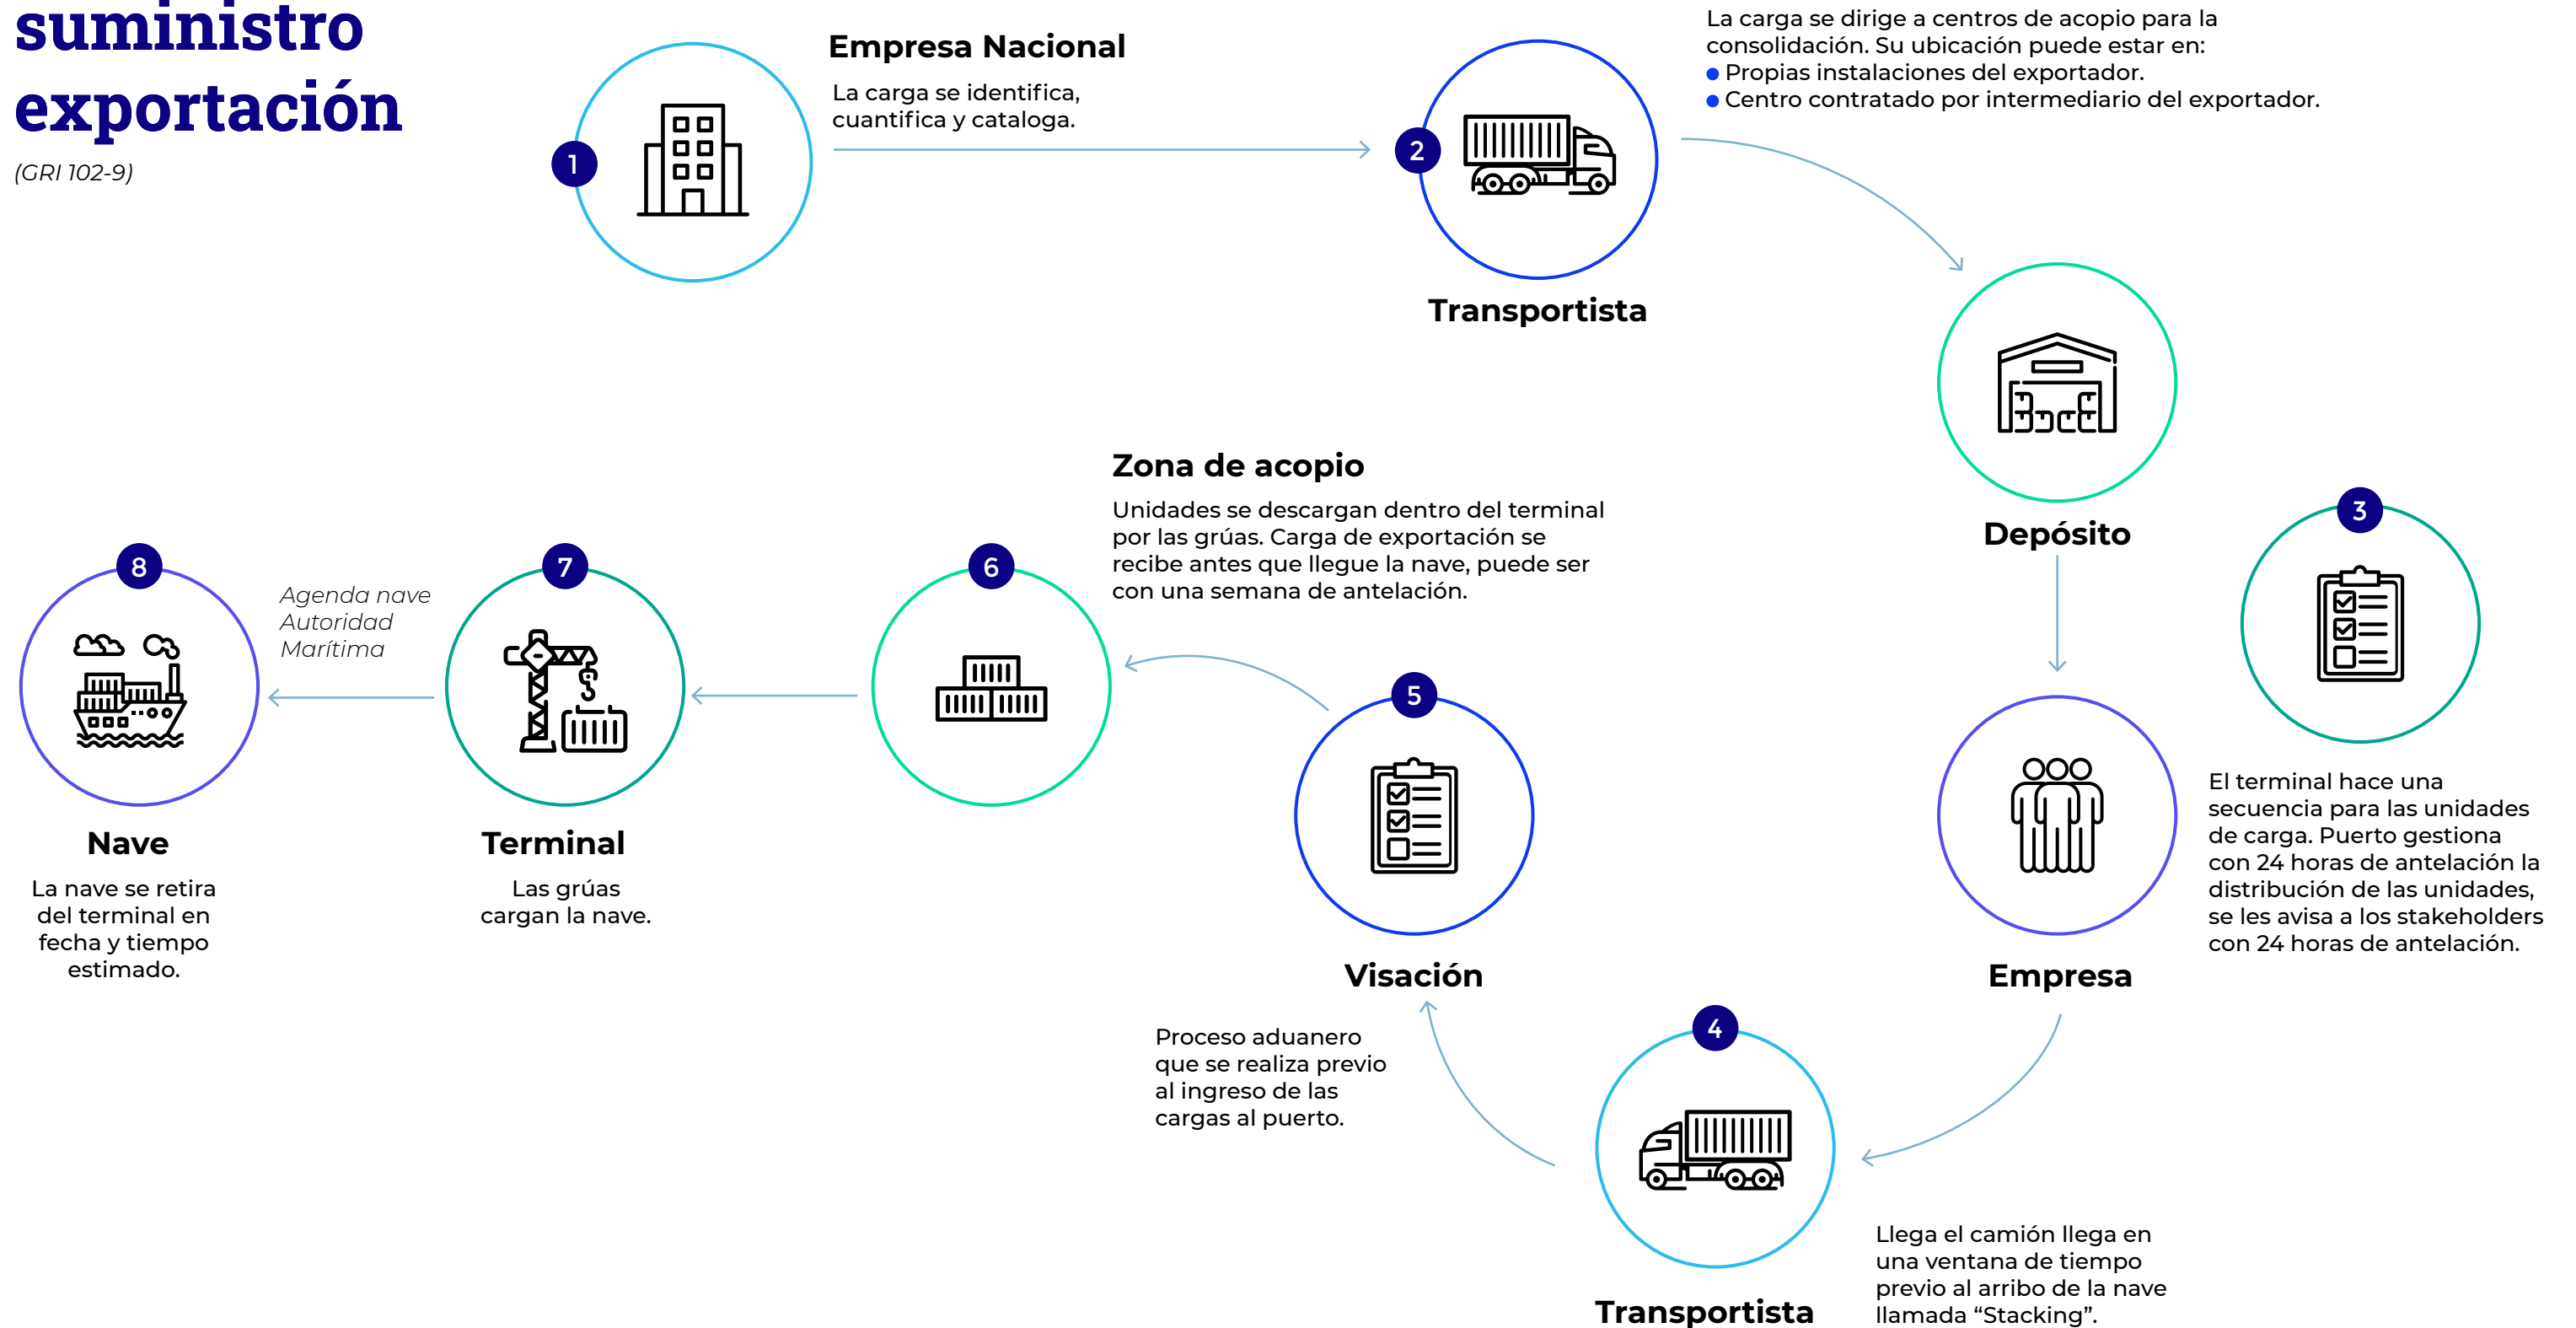 suministro
exportación
(GRI 102-9)
1
Empresa Nacional
La carga se identifica,
cuantifica y cataloga.
2
Transportista
La carga se dirige a centros de acopio para la
consolidación. Su ubicación puede estar en:
● Propias instalaciones del exportador.
● Centro contratado por intermediario del exportador.
Depósito
3
El terminal hace una
secuencia para las unidades
de carga. Puerto gestiona
con 24 horas de antelación la
distribución de las unidades,
se les avisa a los stakeholders
con 24 horas de antelación.
Empresa
4
Transportista
Llega el camión llega en
una ventana de tiempo
previo al arribo de la nave
llamada “Stacking”.
5
Visación
Proceso aduanero
que se realiza previo
al ingreso de las
cargas al puerto.
6
Zona de acopio
Unidades se descargan dentro del terminal
por las grúas. Carga de exportación se
recibe antes que llegue la nave, puede ser
con una semana de antelación.
7
Terminal
Las grúas
cargan la nave.
Agenda nave
Autoridad
Marítima
8
Nave
La nave se retira
del terminal en
fecha y tiempo
estimado.